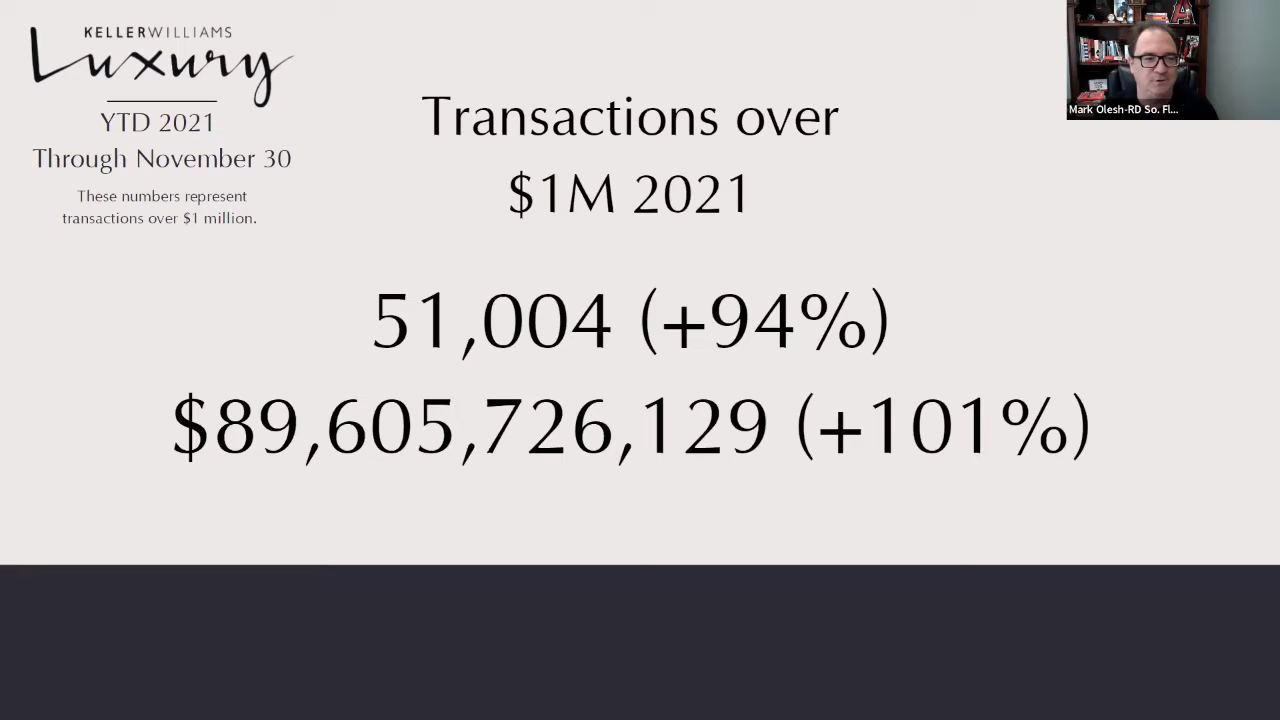 KELLERWILLIAMS
Luxury
YTD 2021
Through November 30
These numbers represent
transactions over $1 million.
Transactions over
$1M 2021
51,004 (+94%)
$89,605,726,129 (+101%)
Mark Olesh-RD So. Fl...